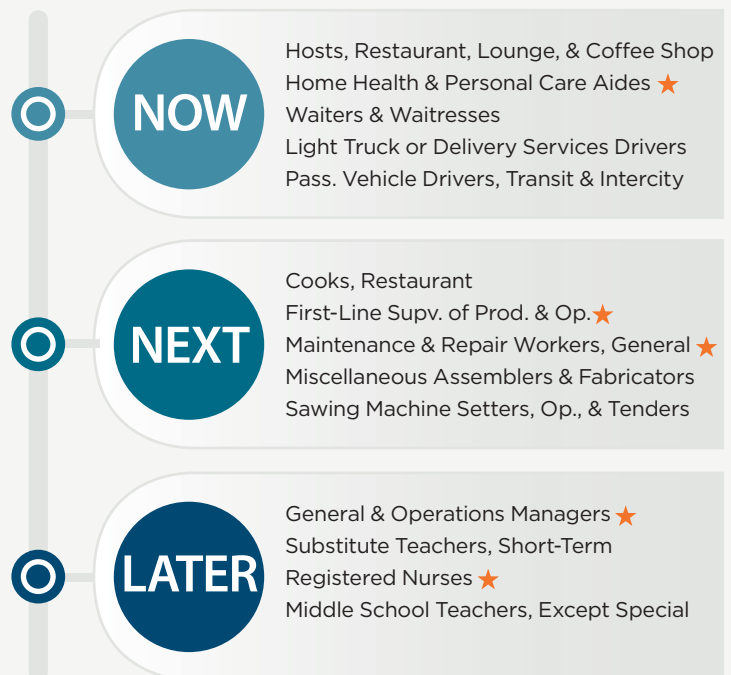 NOW
Hosts, Restaurant, Lounge, & Coffee Shop
Home Health & Personal Care Aides
Waiters & Waitresses
Light Truck or Delivery Services Drivers
Pass. Vehicle Drivers, Transit & Intercity
NEXT
Cooks, Restaurant
First-Line Supv. of Prod. & Op.
Maintenance & Repair Workers, General
Miscellaneous Assemblers & Fabricators
Sawing Machine Setters, Op., & Tenders
LATER
General & Operations Managers
Substitute Teachers, Short-Term
Registered Nurses
Middle School Teachers, Except Special